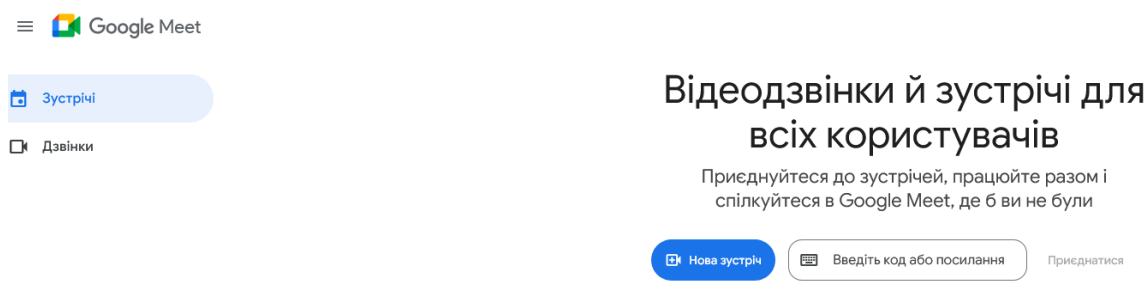 Google Meet
Зустрічі
Дзвінки
Відеодзвінки й зустрічі для
всіх користувачів
Приєднуйтеся до зустрічей, працюйте разом і
спілкуйтеся в Google Meet, де б ви не були
Нова зустріч
Введіть код або посилання
Приєднатися